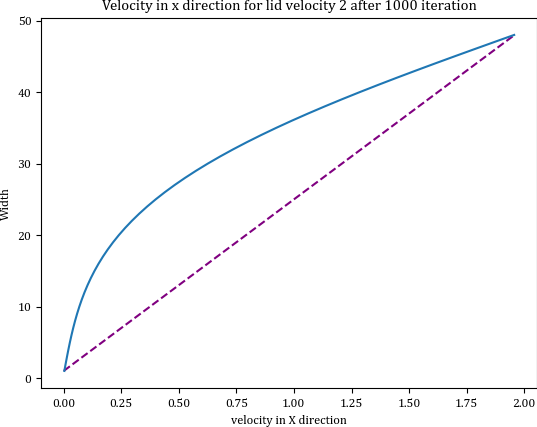 Velocity in x direction for lid velocity 2 after 1000 iteration
50
40
30
20
10
0
Width
0.00 0.25 0.50 0.75 1.00 1.25 1.50 1.75 2.00
velocity in X direction